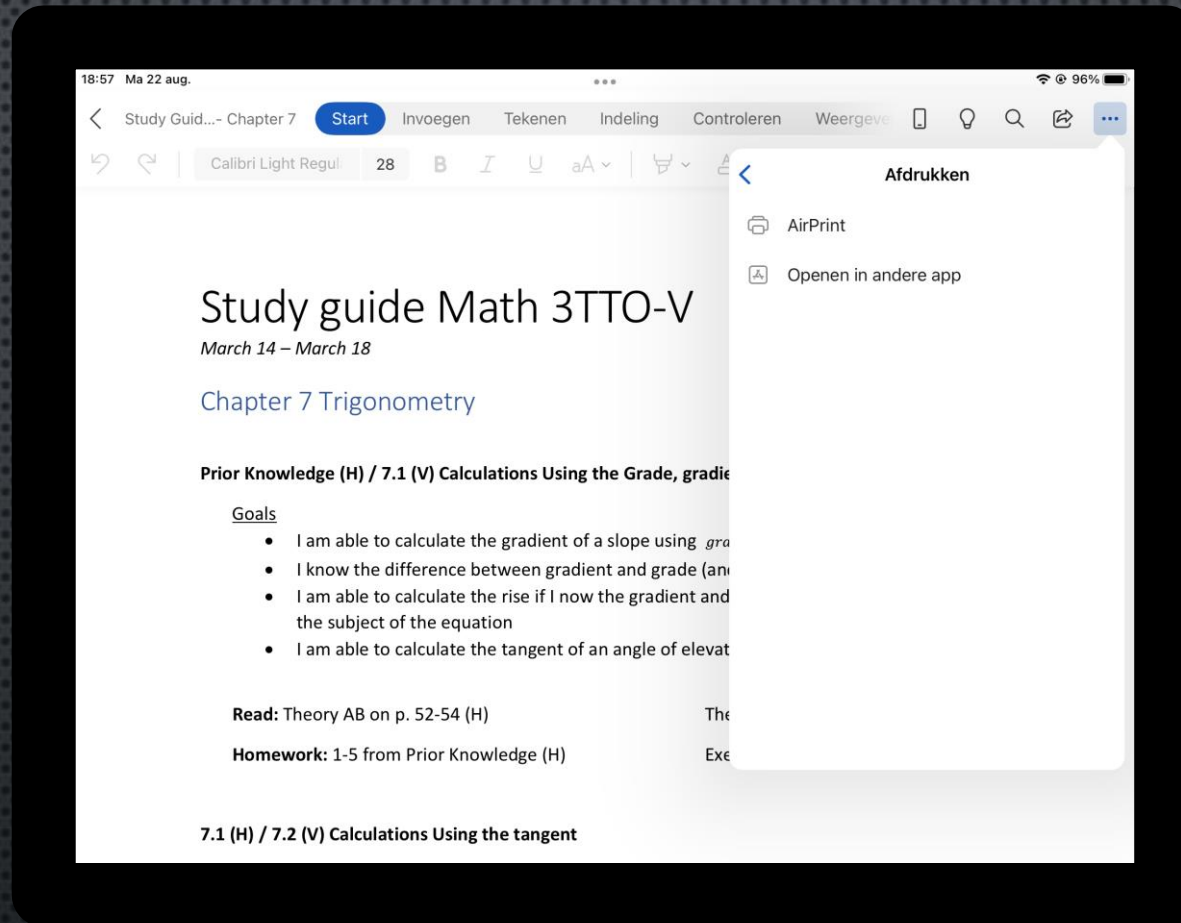 18:57 Ma 22 aug.
96%
Study Guid...- Chapter 7 Start Invoegen Tekenen Indeling Controleren Weergeve
Calibri Light Regul 28 B I U aA
Afdrukken
AirPrint
Openen in andere app
Study guide Math 3TTO-V
March 14 – March 18
Chapter 7 Trigonometry
Prior Knowledge (H) / 7.1 (V) Calculations Using the Grade, gradie
Goals
• I am able to calculate the gradient of a slope using gra
• I know the difference between gradient and grade (an
• I am able to calculate the rise if I now the gradient and
the subject of the equation
• I am able to calculate the tangent of an angle of elevat
Read: Theory AB on p. 52-54 (H) The
Homework: 1-5 from Prior Knowledge (H) Exe
7.1 (H) / 7.2 (V) Calculations Using the tangent